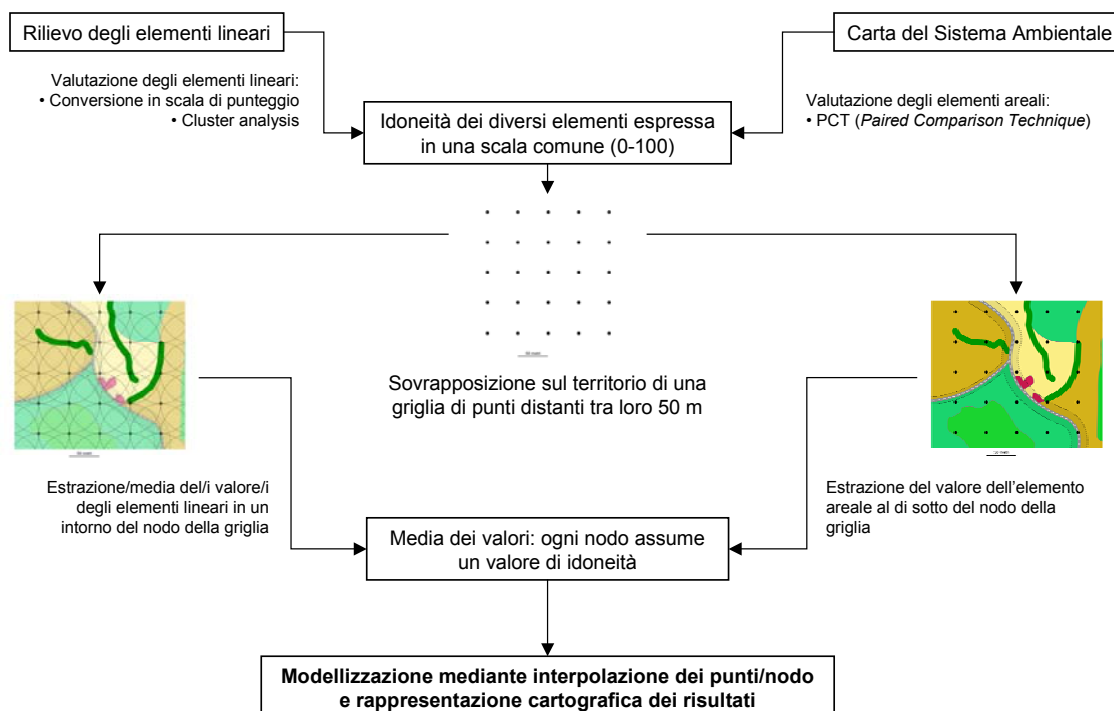 Rilievo degli elementi lineari
Carta del Sistema Ambientale
Valutazione degli elementi lineari:
• Conversione in scala di punteggio
• Cluster analysis
Idoneità dei diversi elementi espressa
in una scala comune (0-100)
Valutazione degli elementi areali:
• PCT (Paired Comparison Technique)
Sovrapposizione sul territorio di una
griglia di punti distanti tra loro 50 m
Estrazione/media del/i valore/i
degli elementi lineari in un
intorno del nodo della griglia
Estrazione del valore dell'elemento
areale al di sotto del nodo della
griglia
Media dei valori: ogni nodo assume
un valore di idoneità
Modellizzazione mediante interpolazione dei punti/nodo
e rappresentazione cartografica dei risultati